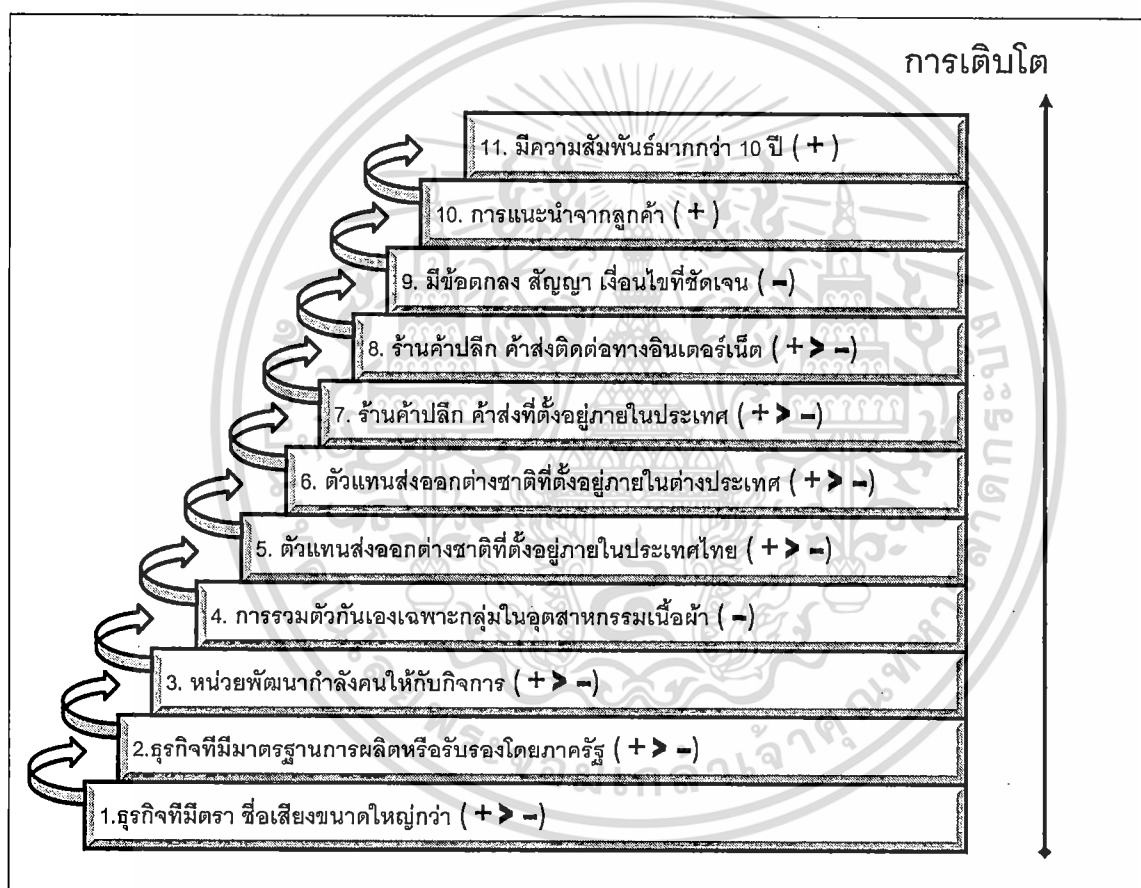 การเติบโต
11. มีความสัมพันธ์มากกว่า 10 ปี ( + )
10. การแนะนำจากลูกค้า ( + )
9. มีข้อตกลง สัญญา เงื่อนไขที่ชัดเจน ( - )
8. ร้านค้าปลีก ค้าส่งติดต่อทางอินเตอร์เน็ต ( + > - )
7. ร้านค้าปลีก ค้าส่งที่ตั้งอยู่ภายในประเทศ ( + > - )
6. ตัวแทนส่งออกต่างชาติที่ตั้งอยู่ภายในต่างประเทศ ( + > - )
5. ตัวแทนส่งออกต่างชาติที่ตั้งอยู่ภายในประเทศไทย ( + > - )
4. การรวมตัวกันเองเฉพาะกลุ่มในอุตสาหกรรมเนื้อผ้า ( - )
3. หน่วยพัฒนากำลังคนให้กับกิจการ ( + > - )
2.ธุรกิจที่มีมาตรฐานการผลิตหรือรับรองโดยภาครัฐ ( + > - )
1.ธุรกิจที่มีตรา ชื่อเสียงขนาดใหญ่กว่า ( + > - )